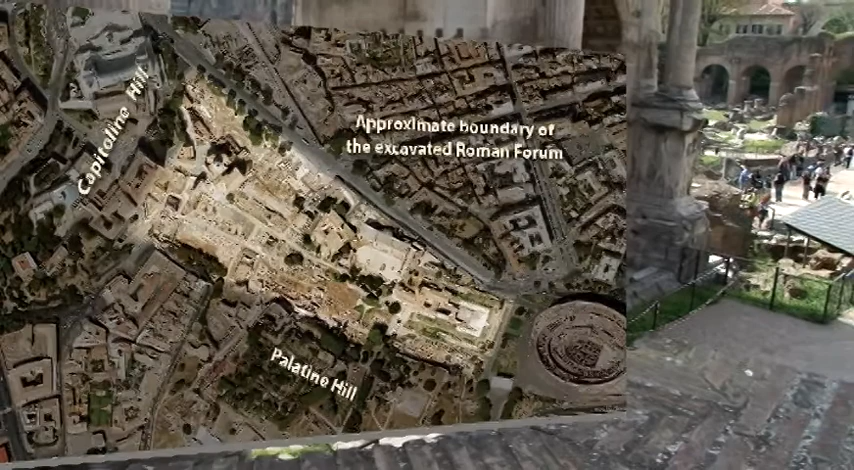 Capitoline Hill
Approximate boundary of
the excavated Roman Forum
Palatine Hill